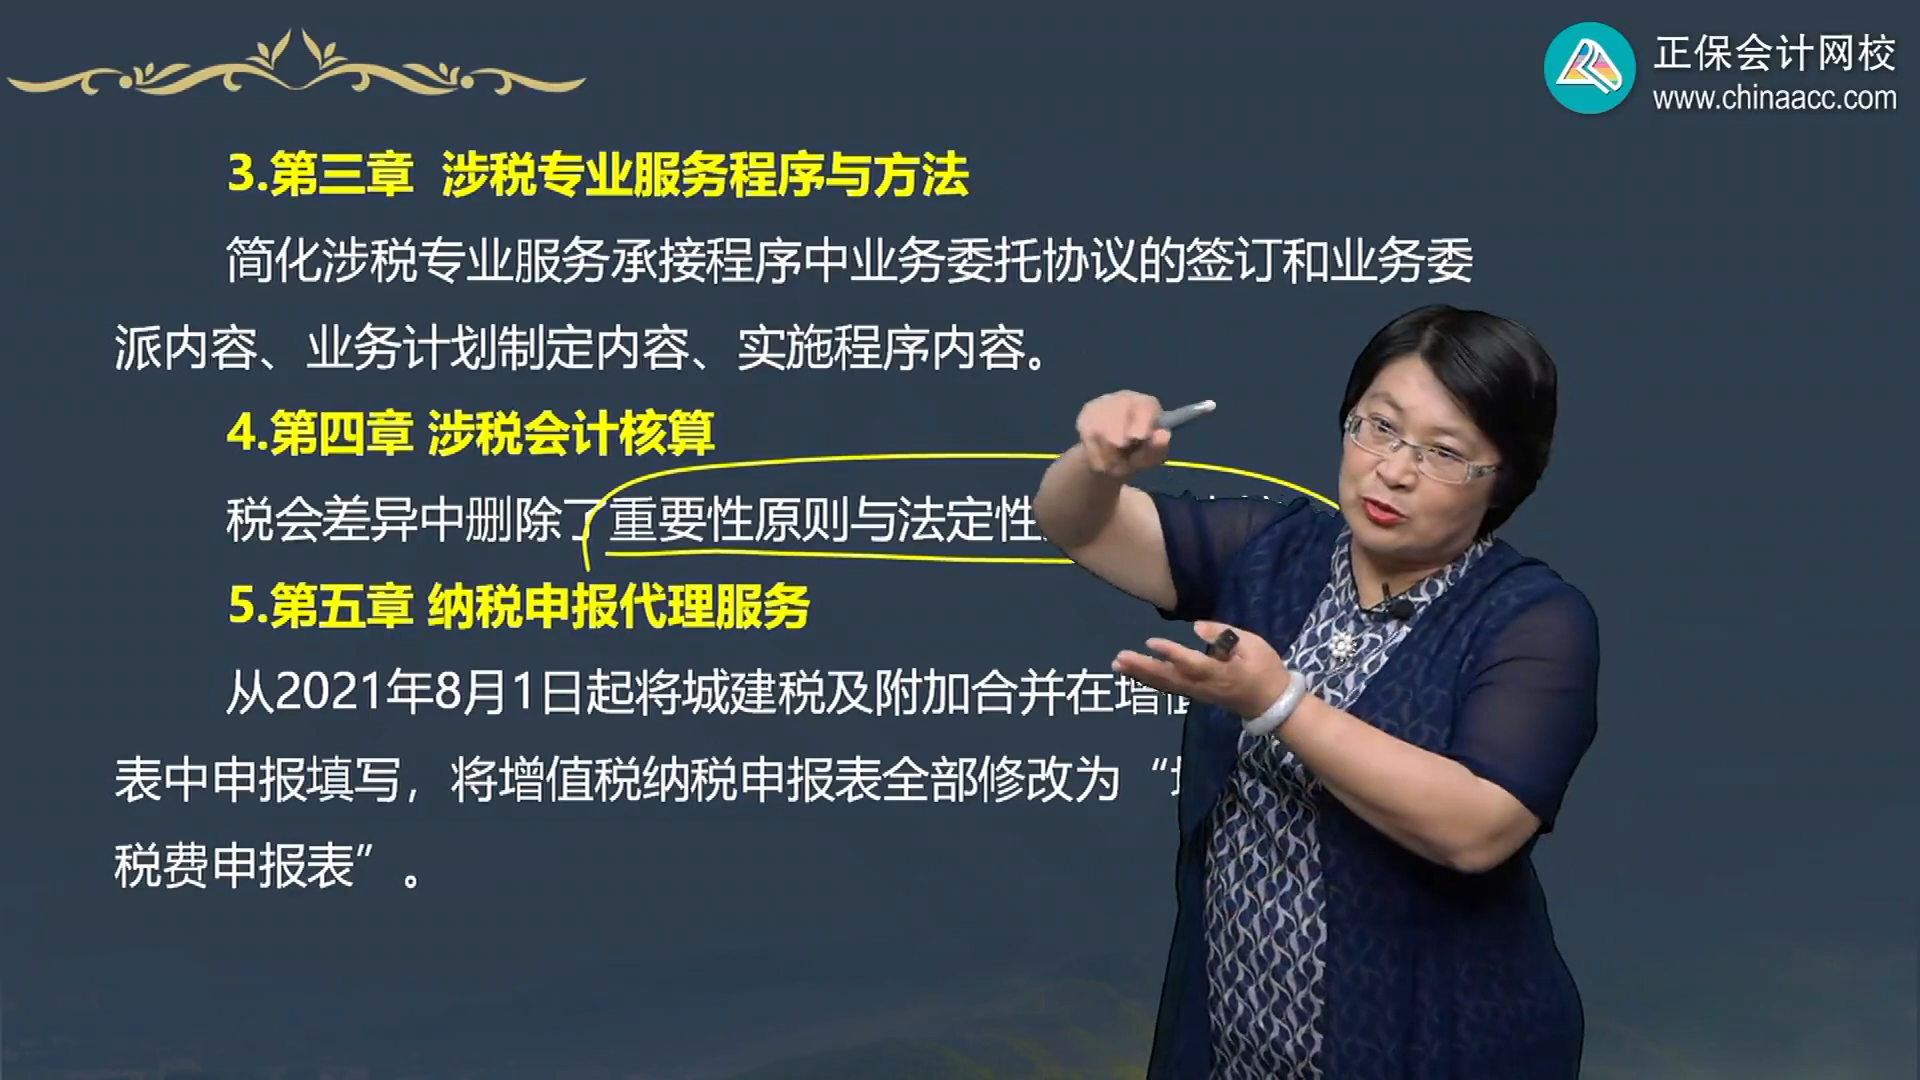 正保会计网校
www.chinaacc.com
3.第三章 涉税专业服务程序与方法
简化涉税专业服务承接程序中业务委托协议的签订和业务委
派内容、业务计划制定内容、实施程序内容。
4.第四章 涉税会计核算
税会差异中删除了重要性原则与法定性
5.第五章 纳税申报代理服务
从2021年8月1日起将城建税及附加合并在增值
表中申报填写，将增值税纳税申报表全部修改为“
税费申报表”。